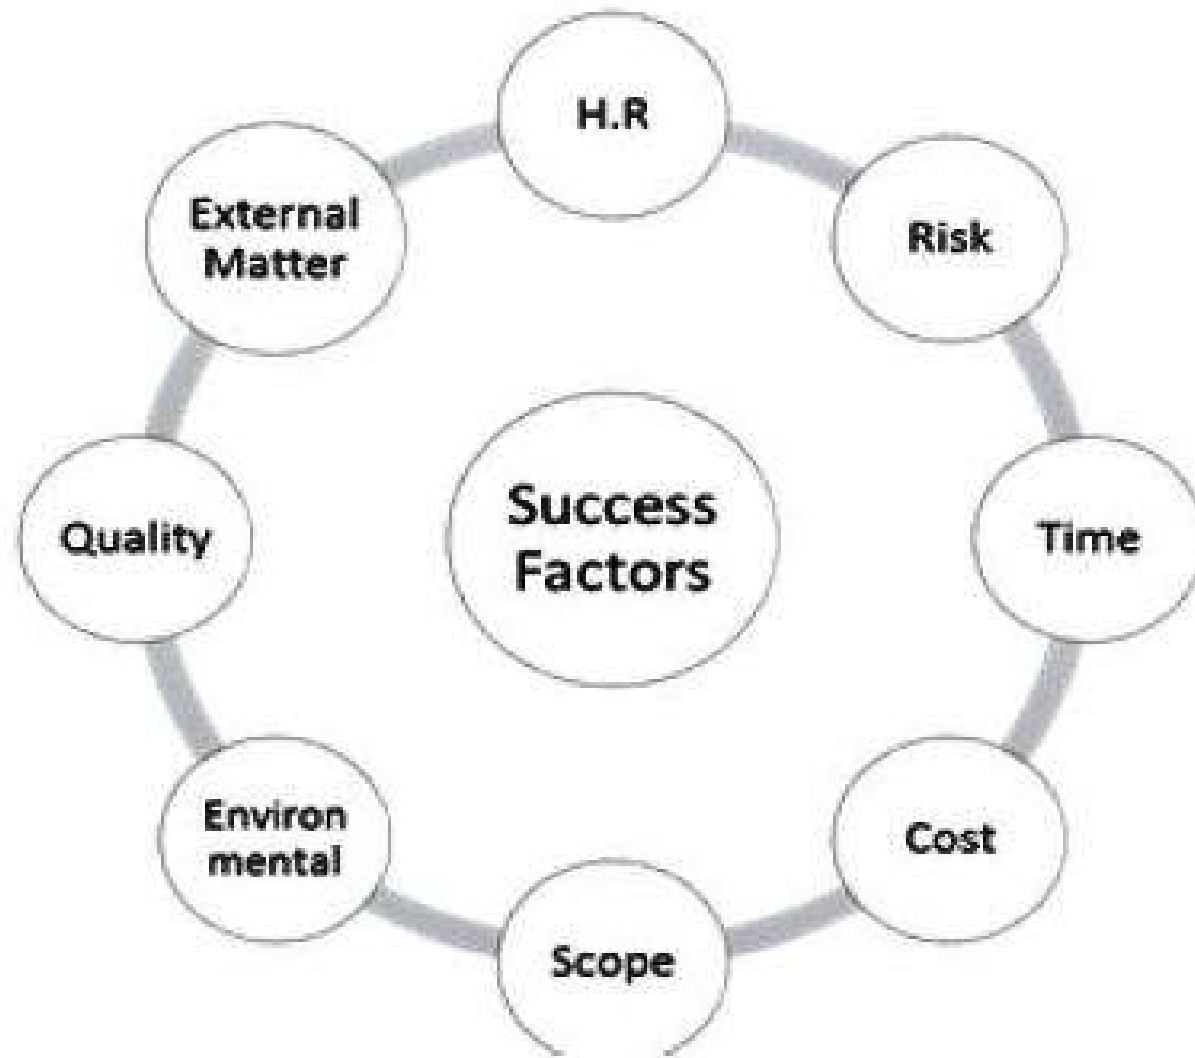 H.R
External
Matter
Risk
Success
Factors
Quality
Time
Environ
mental
Cost
Scope